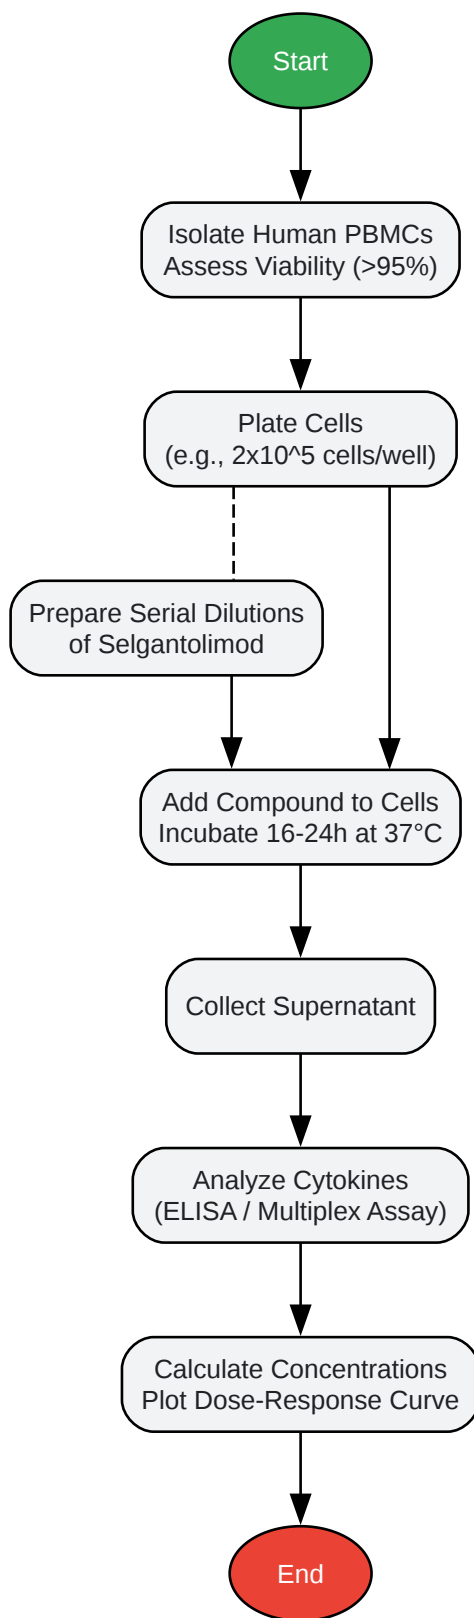 Start
Isolate Human PBMCs
Assess Viability (>95%)
Plate Cells
(e.g., 2x10^5 cells/well)
Prepare Serial Dilutions
of Selgantolimod
Add Compound to Cells
Incubate 16-24h at 37°C
Collect Supernatant
Analyze Cytokines
(ELISA / Multiplex Assay)
Calculate Concentrations
Plot Dose-Response Curve
End